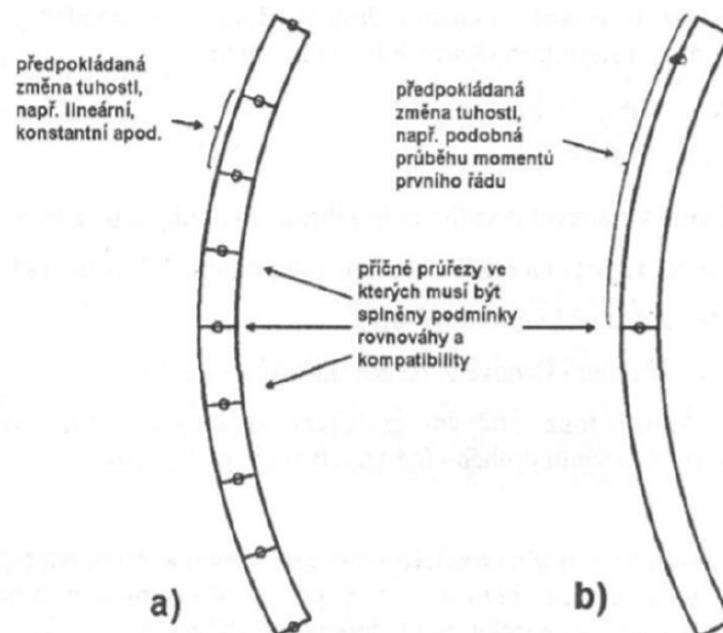 předpokládaná
změna tuhosti,
např. lineární,
konstantní apod.
předpokládaná
změna tuhosti,
např. podobná
průběhu momentů
prvního řádu
příčné průřezy ve
kterých musí být
splněny podmínky
rovnováhy a
kompatibility
a)
b)